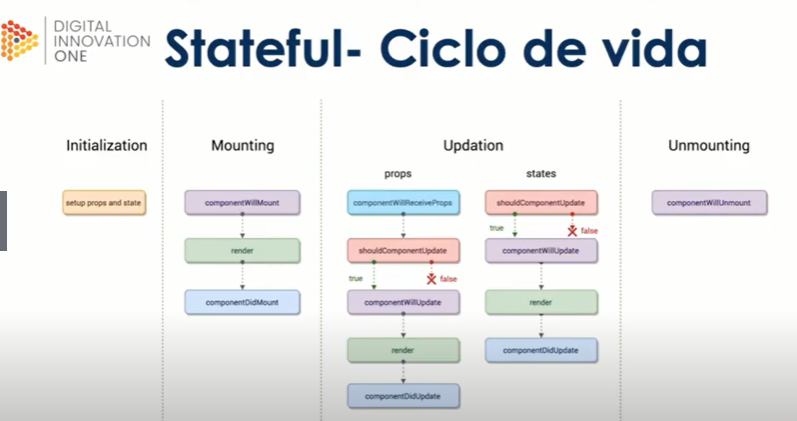 DIGITAL
INNOVATION
ONE
Stateful- Ciclo de vida
Initialization
setup props and state
Mounting
componentWillMount
render
componentDidMount
Updation
props
componentWillReceiveProps
shouldComponentUpdate
true
false
componentWillUpdate
render
componentDidUpdate
states
shouldComponentUpdate
true
false
componentWillUpdate
render
componentDidUpdate
Unmounting
componentWillUnmount